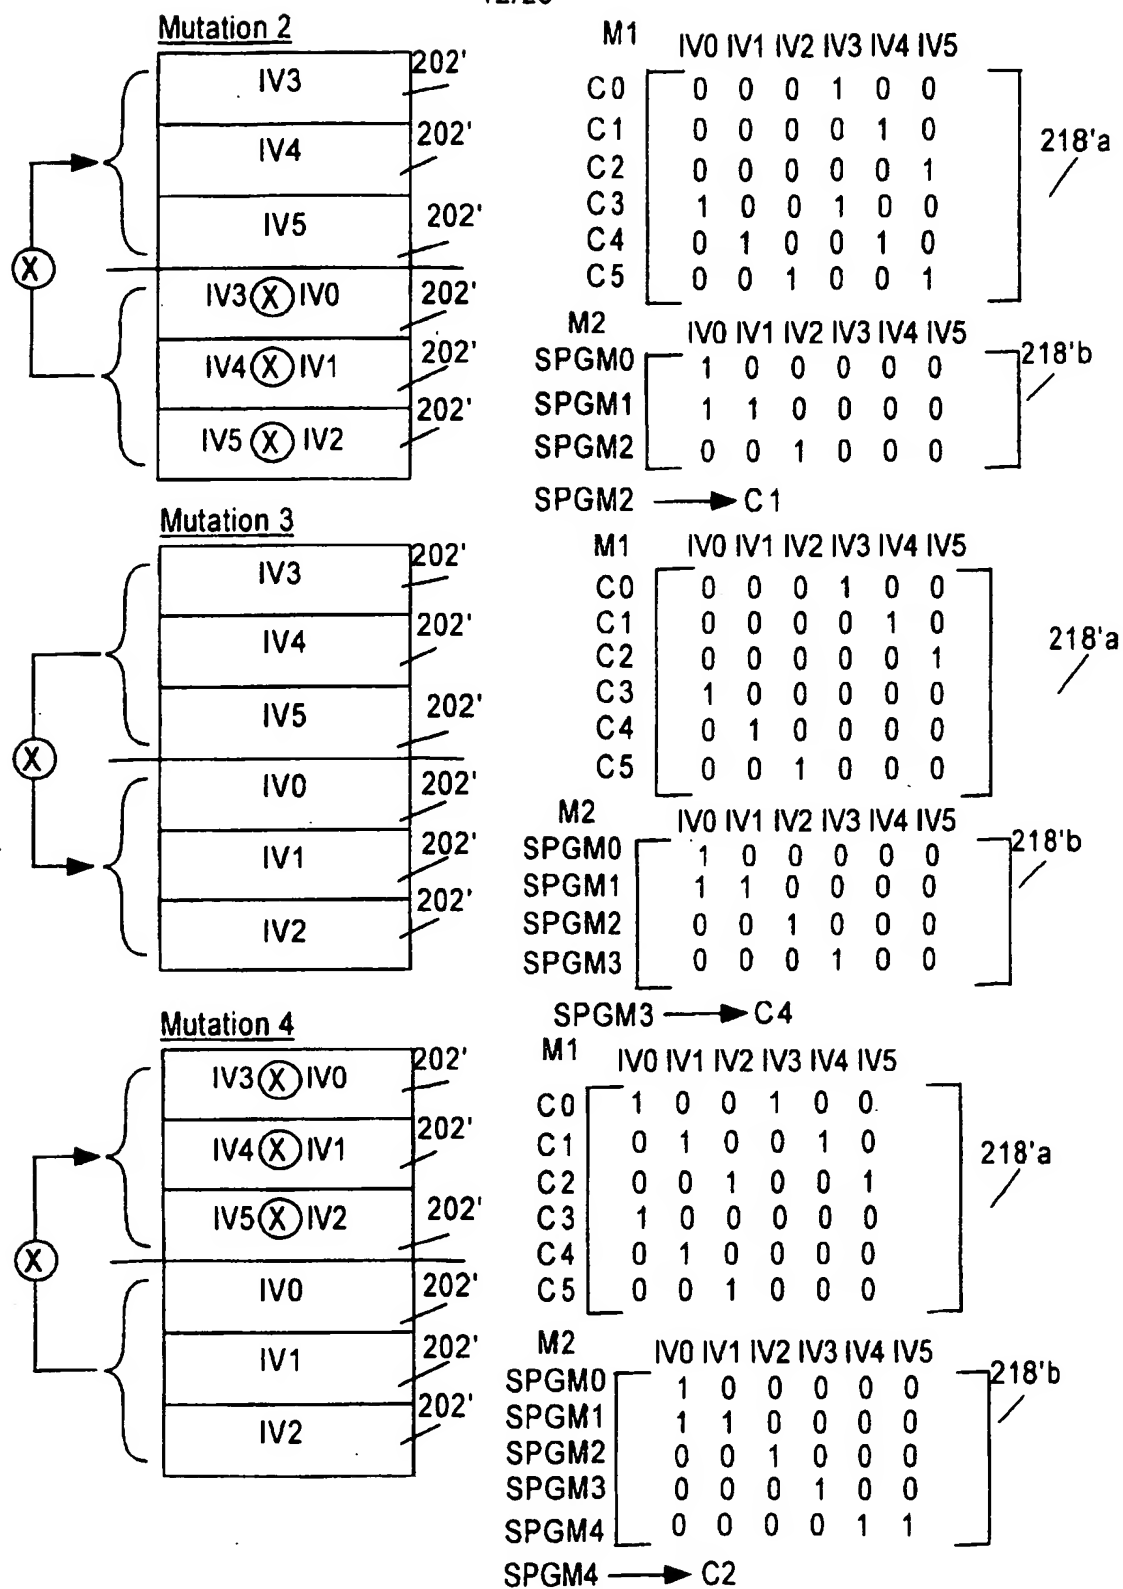 Mutation 2
IV3 202'
IV4 202'
IV5 202'
X
IV3 X IV0 202'
IV4 X IV1 202'
IV5 X IV2 202'
M1 IV0 IV1 IV2 IV3 IV4 IV5
C0 0 0 0 1 0 0
C1 0 0 0 0 1 0
C2 0 0 0 0 0 1
C3 1 0 0 1 0 0
C4 0 1 0 0 1 0
C5 0 0 1 0 0 1
218'a
M2 IV0 IV1 IV2 IV3 IV4 IV5
SPGM0 1 0 0 0 0 0
SPGM1 1 1 0 0 0 0
SPGM2 0 0 1 0 0 0
218'b
SPGM2 → C1
Mutation 3
IV3 202'
IV4 202'
IV5 202'
X
IV0 202'
IV1 202'
IV2 202'
M1 IV0 IV1 IV2 IV3 IV4 IV5
C0 0 0 0 1 0 0
C1 0 0 0 0 1 0
C2 0 0 0 0 0 1
C3 1 0 0 0 0 0
C4 0 1 0 0 0 0
C5 0 0 1 0 0 0
218'a
M2 IV0 IV1 IV2 IV3 IV4 IV5
SPGM0 1 0 0 0 0 0
SPGM1 1 1 0 0 0 0
SPGM2 0 0 1 0 0 0
SPGM3 0 0 0 1 0 0
218'b
SPGM3 → C4
Mutation 4
IV3 X IV0 202'
IV4 X IV1 202'
IV5 X IV2 202'
X
IV0 202'
IV1 202'
IV2 202'
M1 IV0 IV1 IV2 IV3 IV4 IV5
C0 1 0 0 1 0 0
C1 0 1 0 0 1 0
C2 0 0 1 0 0 1
C3 1 0 0 0 0 0
C4 0 1 0 0 0 0
C5 0 0 1 0 0 0
218'a
M2 IV0 IV1 IV2 IV3 IV4 IV5
SPGM0 1 0 0 0 0 0
SPGM1 1 1 0 0 0 0
SPGM2 0 0 1 0 0 0
SPGM3 0 0 0 1 0 0
SPGM4 0 0 0 0 1 1
218'b
SPGM4 → C2